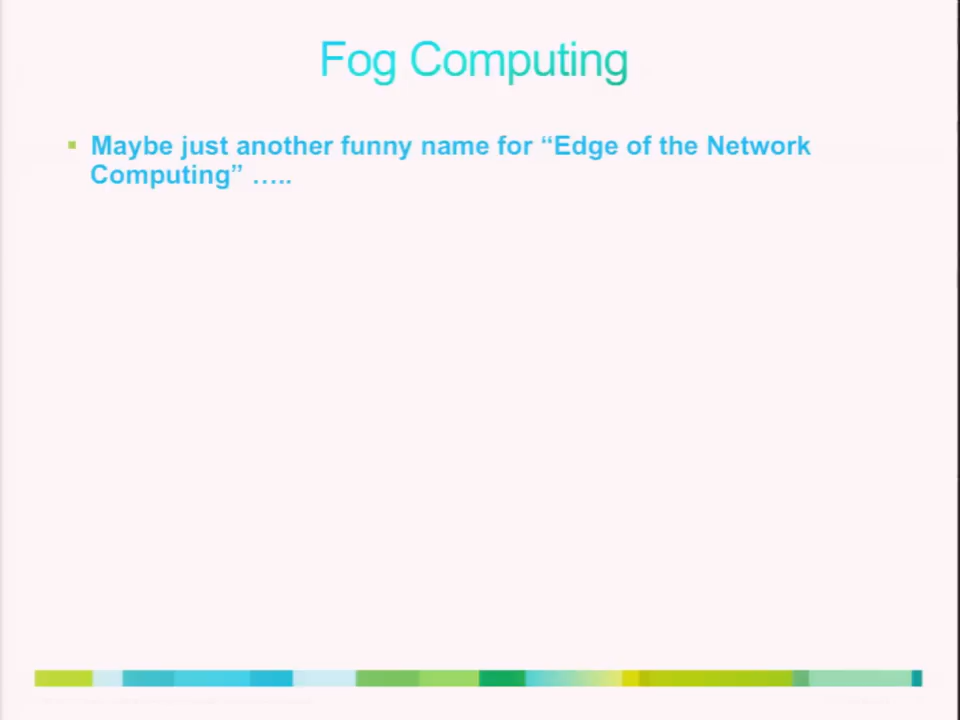 Fog Computing
Maybe just another funny name for “Edge of the Network
Computing” …..